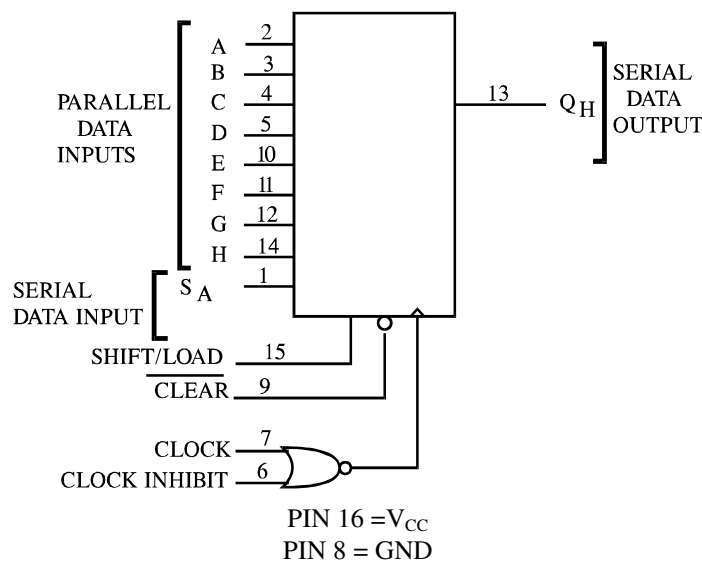 PARALLEL
DATA
INPUTS
A 2
B 3
C 4
D 5
E 10
F 11
G 12
H 14
SERIAL
DATA INPUT
S A 1
13 Q H
SERIAL
DATA
OUTPUT
SHIFT/LOAD 15
CLEAR 9
CLOCK 7
CLOCK INHIBIT 6
PIN 16 =VCC
PIN 8 = GND